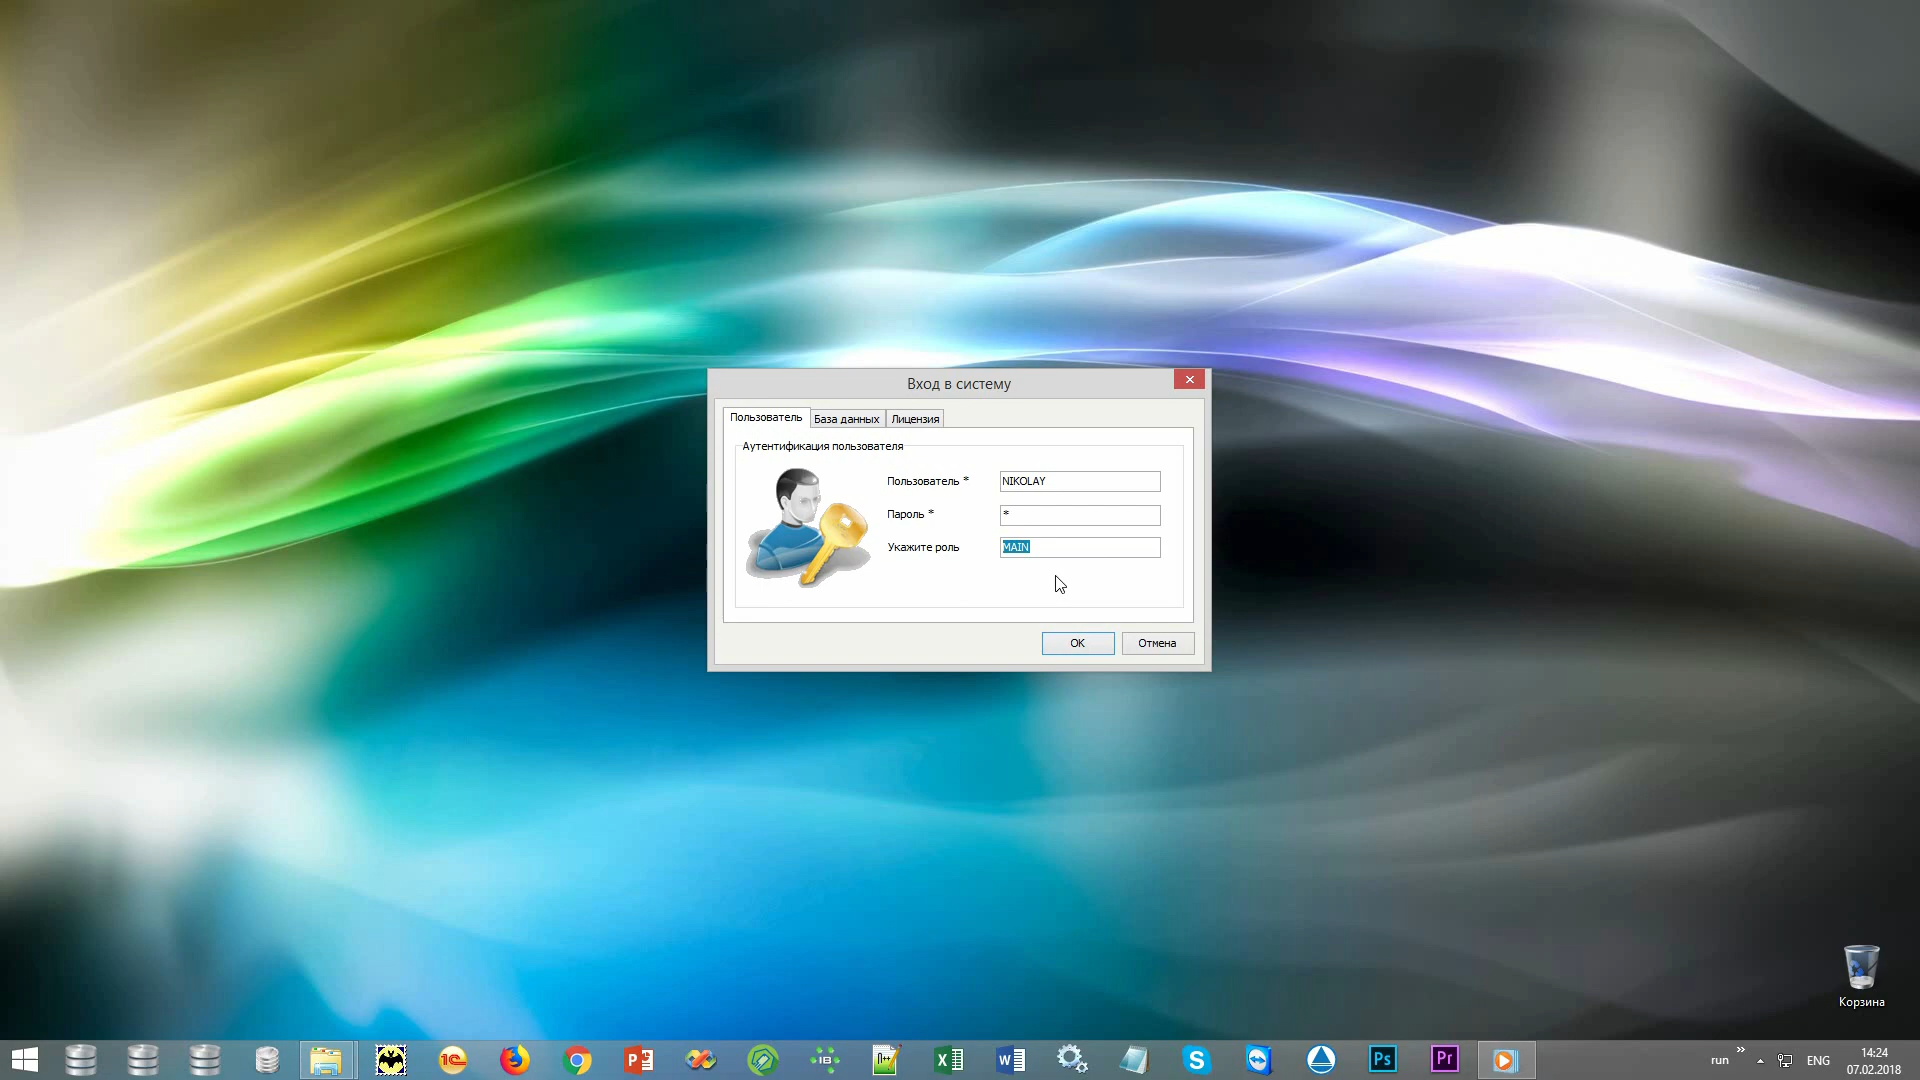 Вход в систему
Пользователь База данных Лицензия
Аутентификация пользователя
Пользователь * NIKOLAY
Пароль * *
Укажите роль MAIN
OK Отмена
Корзина
run ENG 14:24
07.02.2018